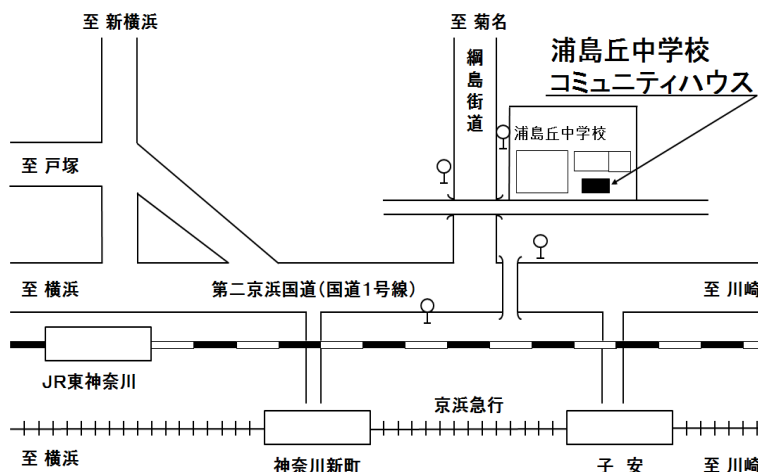 至 新横浜
至 菊名
浦島丘中学校
コミュニティハウス
綱島街道
浦島丘中学校
至 戸塚
至 横浜
第二京浜国道(国道1号線)
至 川崎
JR東神奈川
京浜急行
至 横浜
神奈川新町
子 安
至 川崎